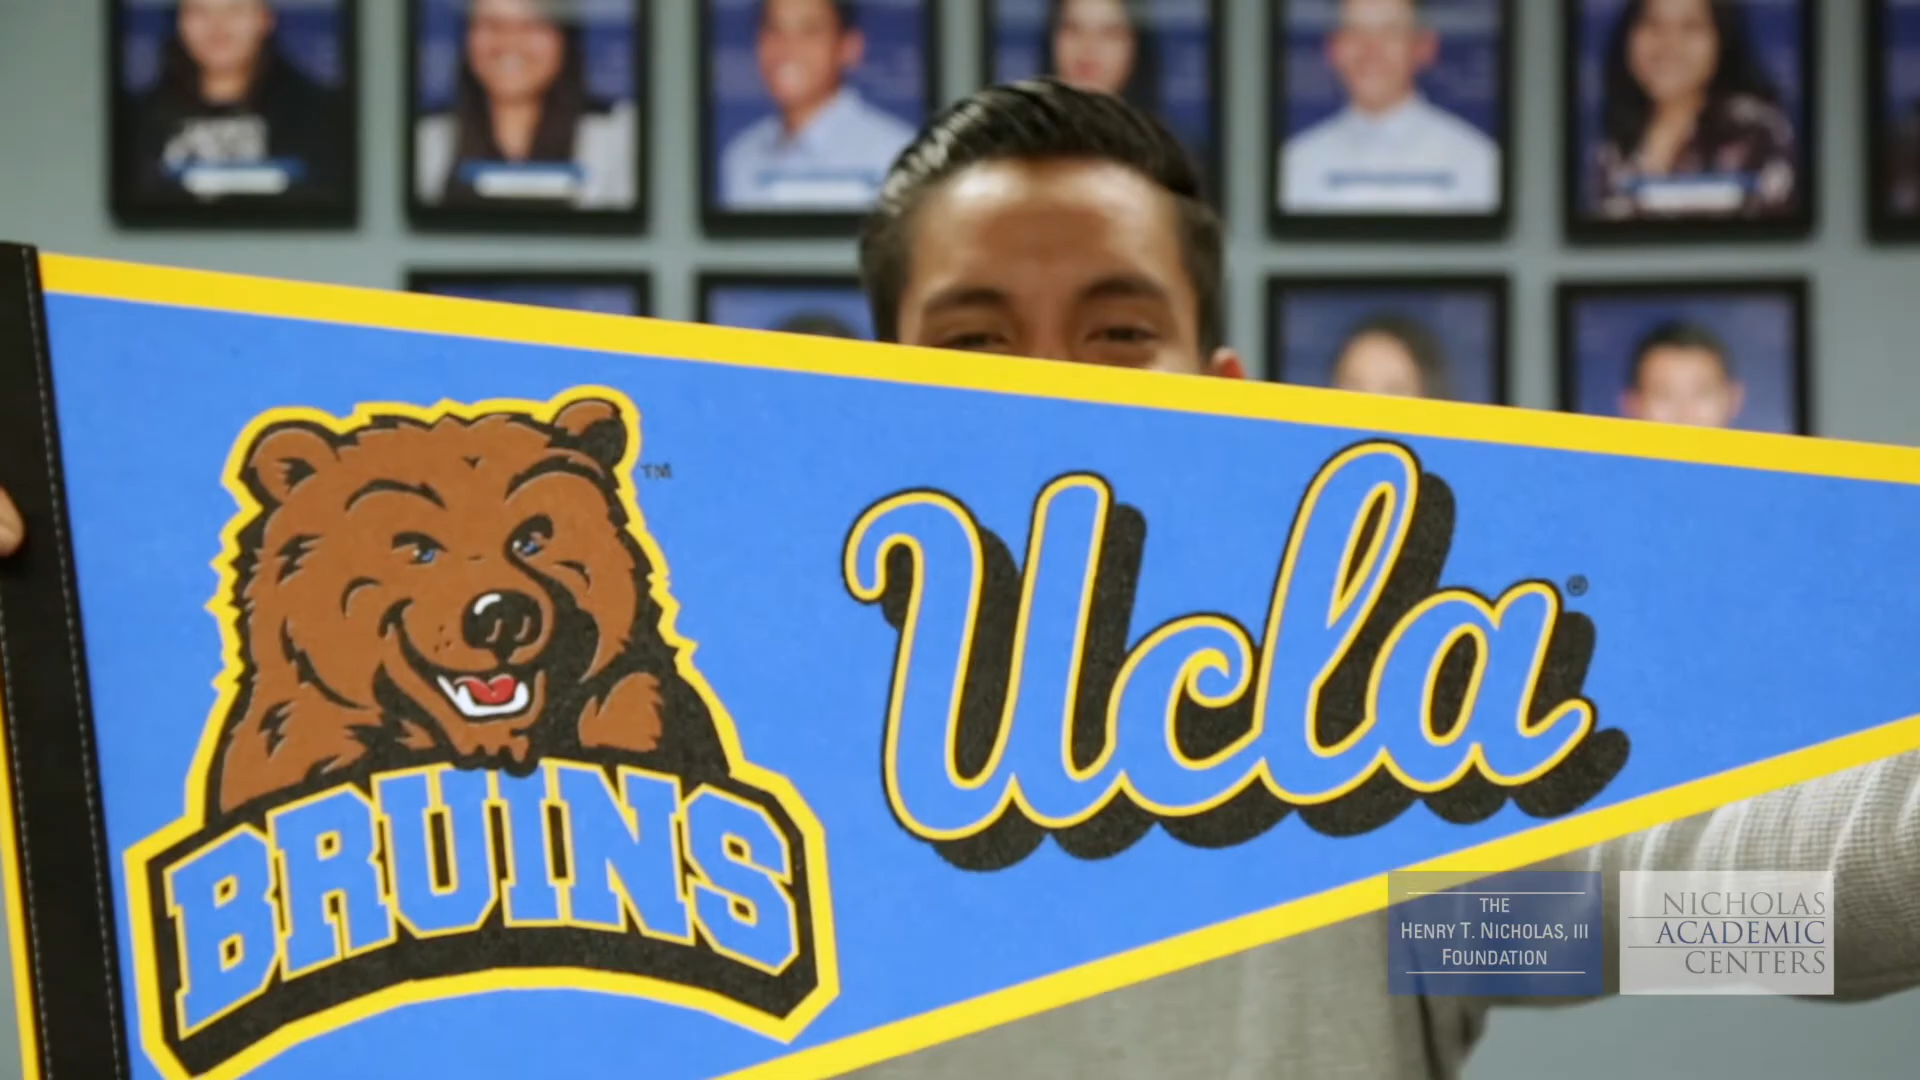 TM
Ucla
®
BRUINS
THE
HENRY T. NICHOLAS, III
FOUNDATION
NICHOLAS
ACADEMIC
CENTERS